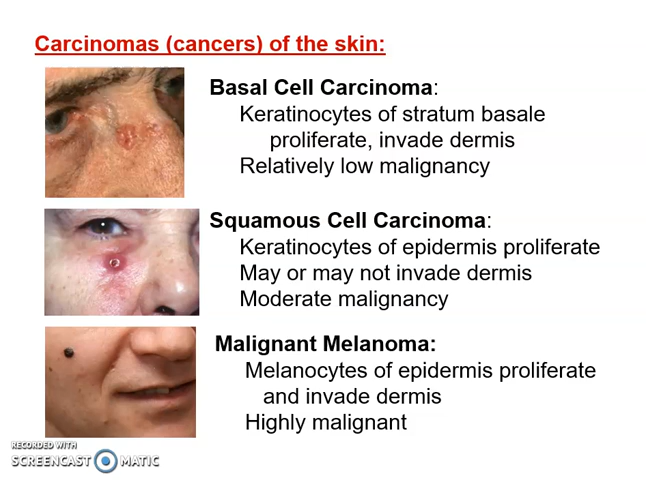 Carcinomas (cancers) of the skin:
Basal Cell Carcinoma:
Keratinocytes of stratum basale
proliferate, invade dermis
Relatively low malignancy
Squamous Cell Carcinoma:
Keratinocytes of epidermis proliferate
May or may not invade dermis
Moderate malignancy
Malignant Melanoma:
Melanocytes of epidermis proliferate
and invade dermis
Highly malignant
RECORDED WITH
SCREENCAST MATIC